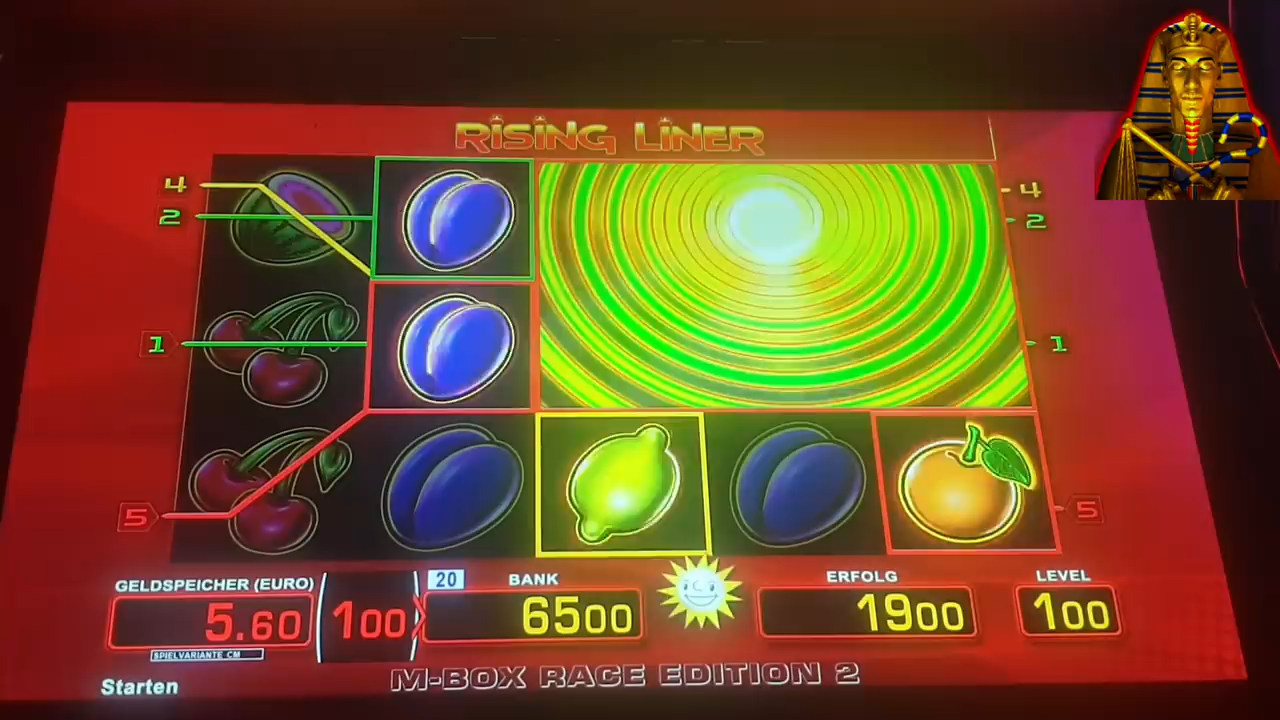 RISING LINER
4 4
2 2
1 1
5 5
GELDSPEICHER (EURO) 20 BANK ERFOLG LEVEL
5.60 100 6500 1900 100
SPIELVARIANTE CM
Starten M-BOX RACE EDITION 2